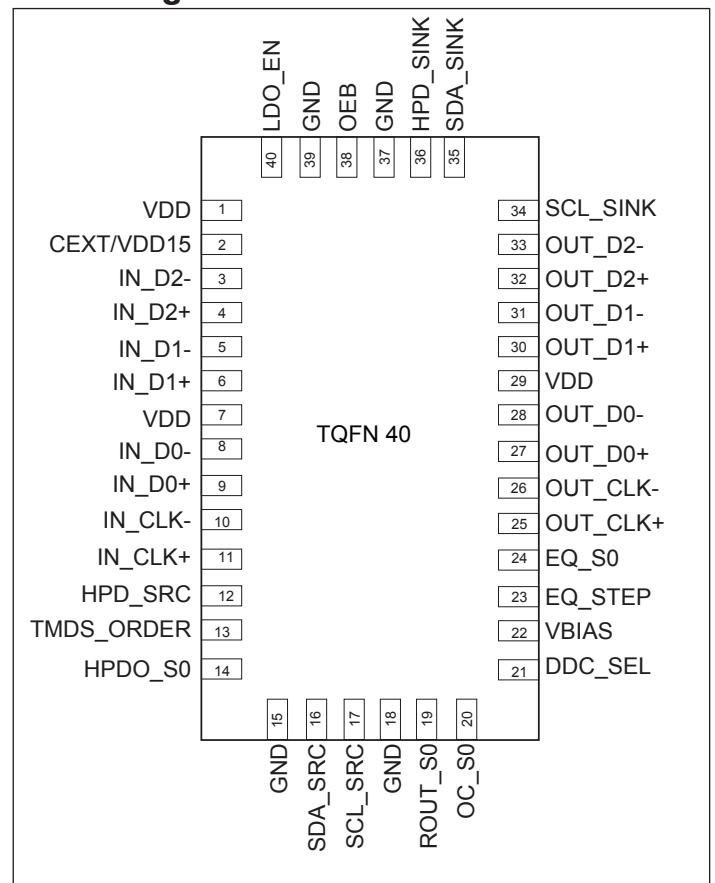 LDO_EN
GND
OEB
GND
HPD_SINK
SDA_SINK
40
39
38
37
36
35
VDD 1
CEXT/VDD15 2
IN_D2- 3
IN_D2+ 4
IN_D1- 5
IN_D1+ 6
VDD 7
IN_D0- 8
IN_D0+ 9
IN_CLK- 10
IN_CLK+ 11
HPD_SRC 12
TMDS_ORDER 13
HPDO_S0 14
TQFN 40
34 SCL_SINK
33 OUT_D2-
32 OUT_D2+
31 OUT_D1-
30 OUT_D1+
29 VDD
28 OUT_D0-
27 OUT_D0+
26 OUT_CLK-
25 OUT_CLK+
24 EQ_S0
23 EQ_STEP
22 VBIAS
21 DDC_SEL
15
16
17
18
19
20
GND
SDA_SRC
SCL_SRC
GND
ROUT_S0
OC_S0